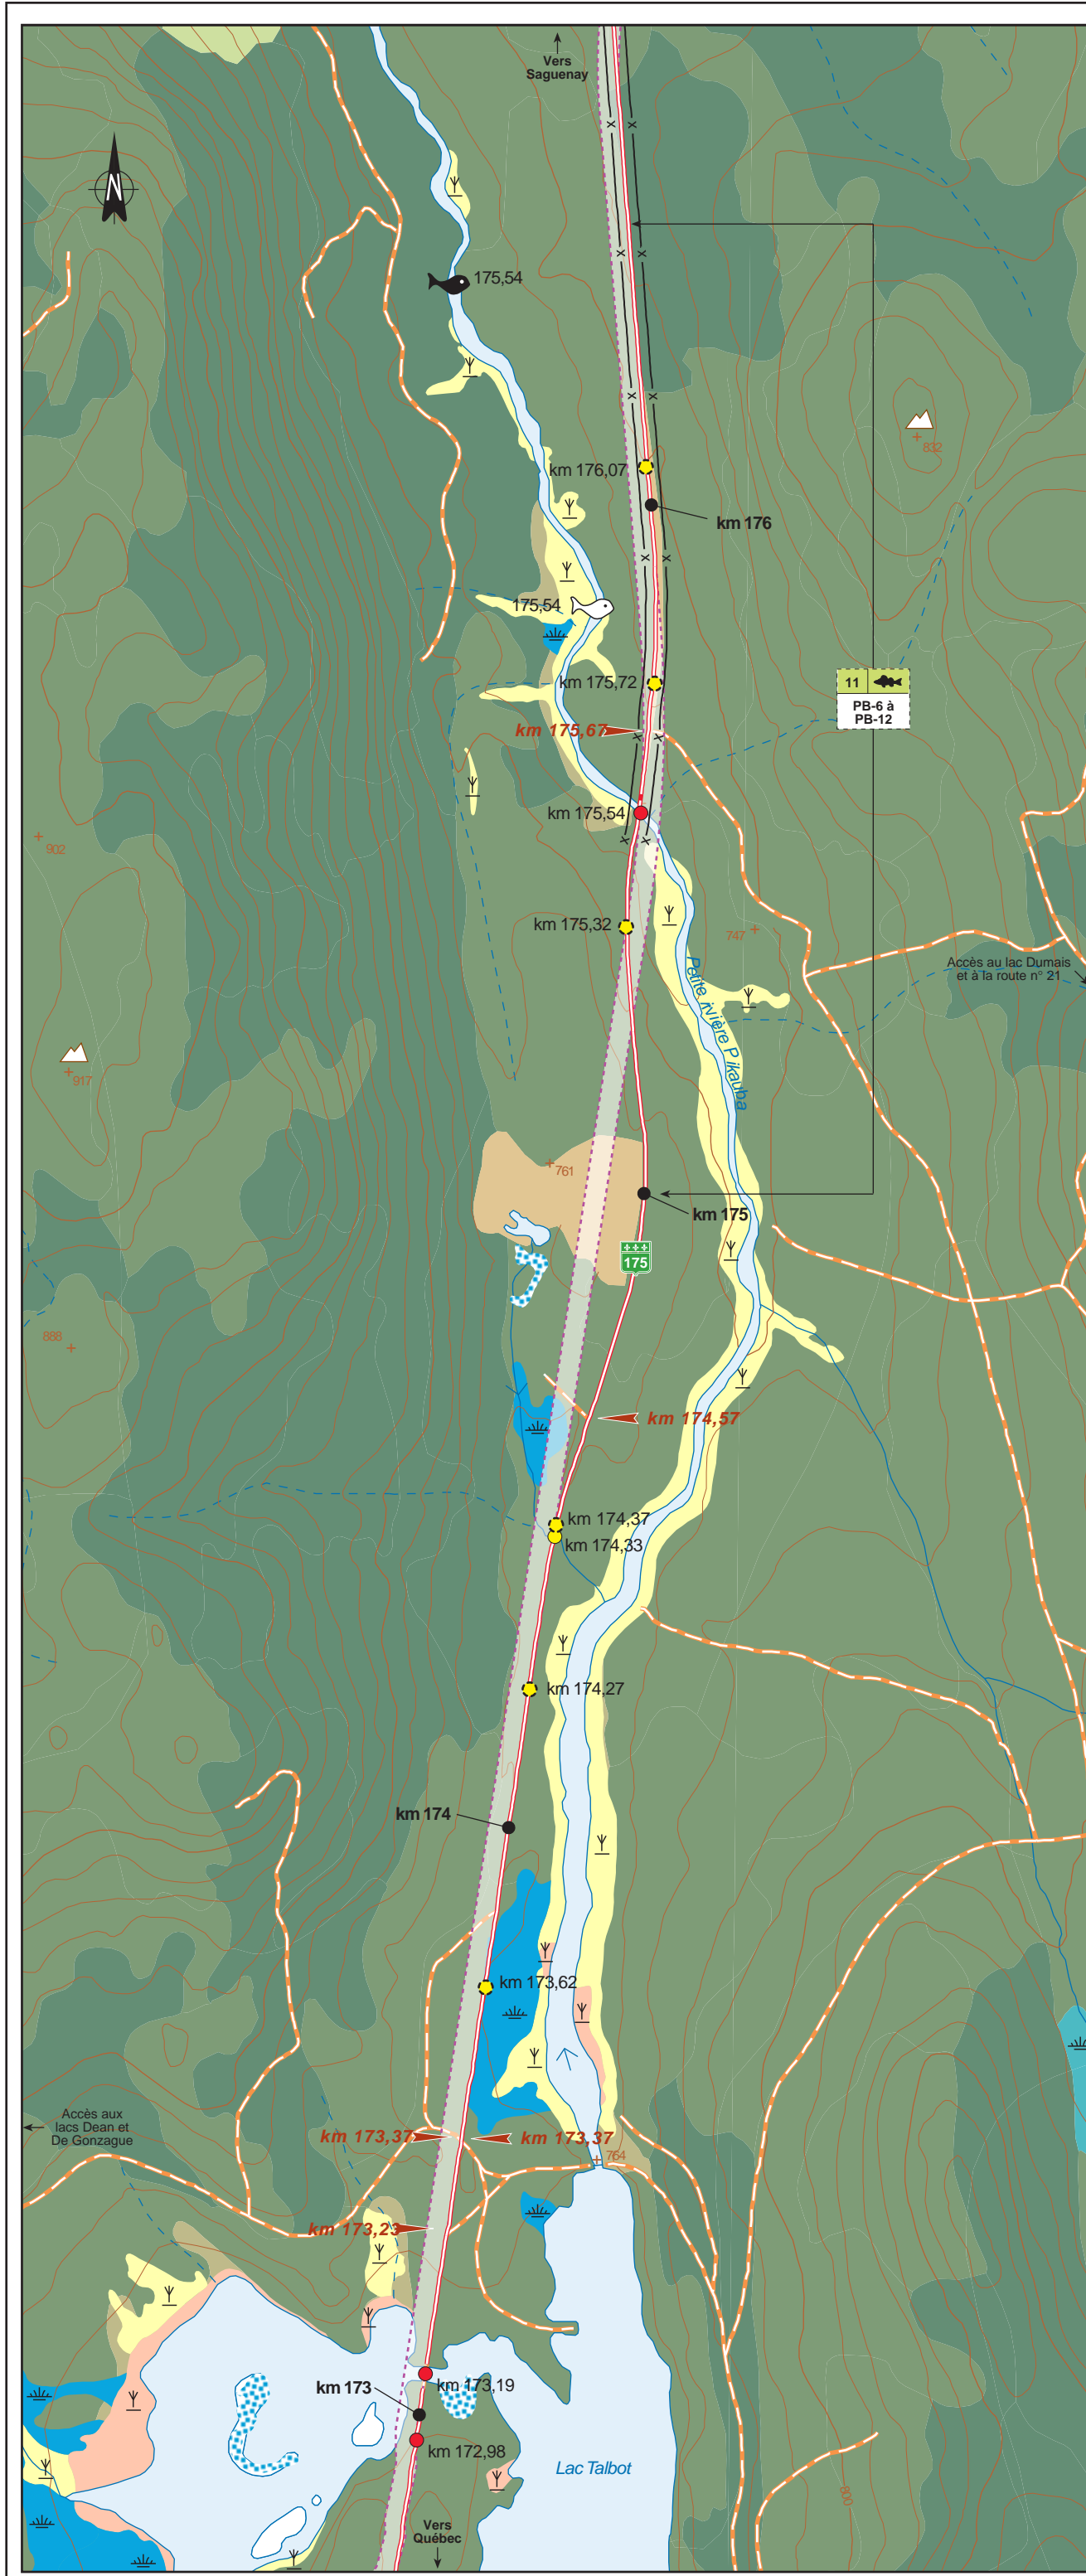 Vers
Saguenay
N
175,54
832
km 176,07
km 176
175,54
km 175,72
11
PB-6 à
PB-12
km 175,67
km 175,54
902
km 175,32
747
Accès au lac Dumais
et à la route n° 21
Petite rivière Pikauba
917
761
km 175
175
888
km 174,57
km 174,37
km 174,33
km 174,27
km 174
km 173,62
Accès aux
lacs Dean et
De Gonzague
km 173,37
km 173,37
764
km 173,23
km 173,19
km 173
km 172,98
Lac Talbot
800
Vers
Québec